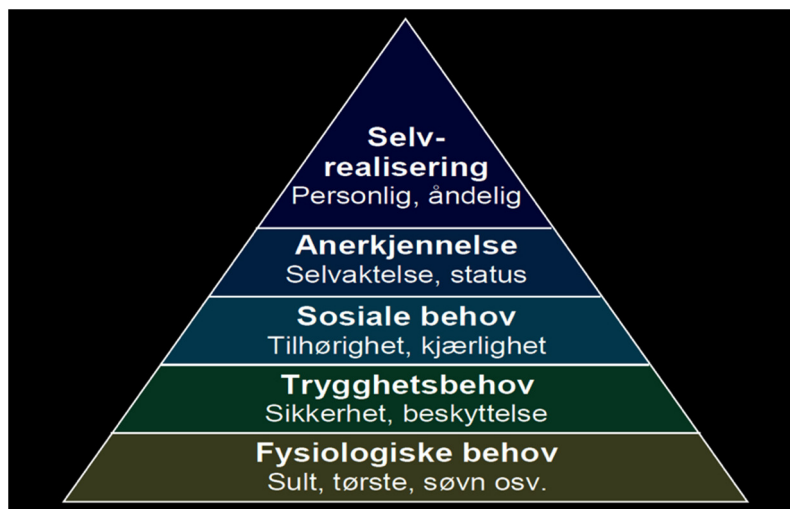 Selv-
realisering
Personlig, åndelig
Anerkjennelse
Selvaktelse, status
Sosiale behov
Tilhørighet, kjærlighet
Trygghetsbehov
Sikkerhet, beskyttelse
Fysiologiske behov
Sult, tørste, søvn osv.